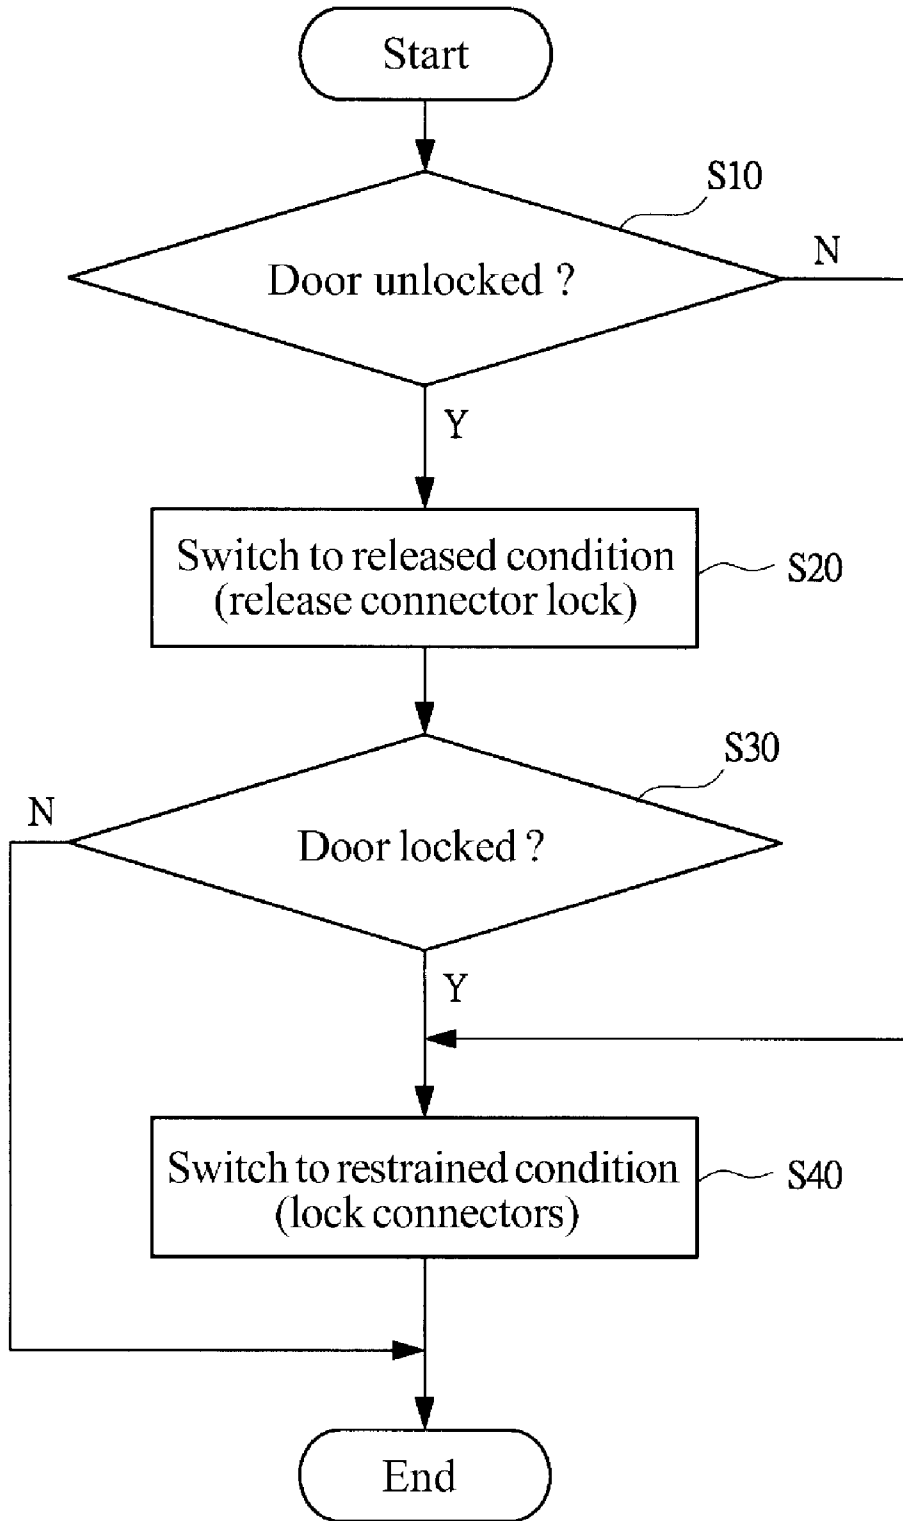 Start
S10
Door unlocked ?
N
Y
Switch to released condition
(release connector lock)
S20
S30
N
Door locked ?
Y
Switch to restrained condition
(lock connectors)
S40
End